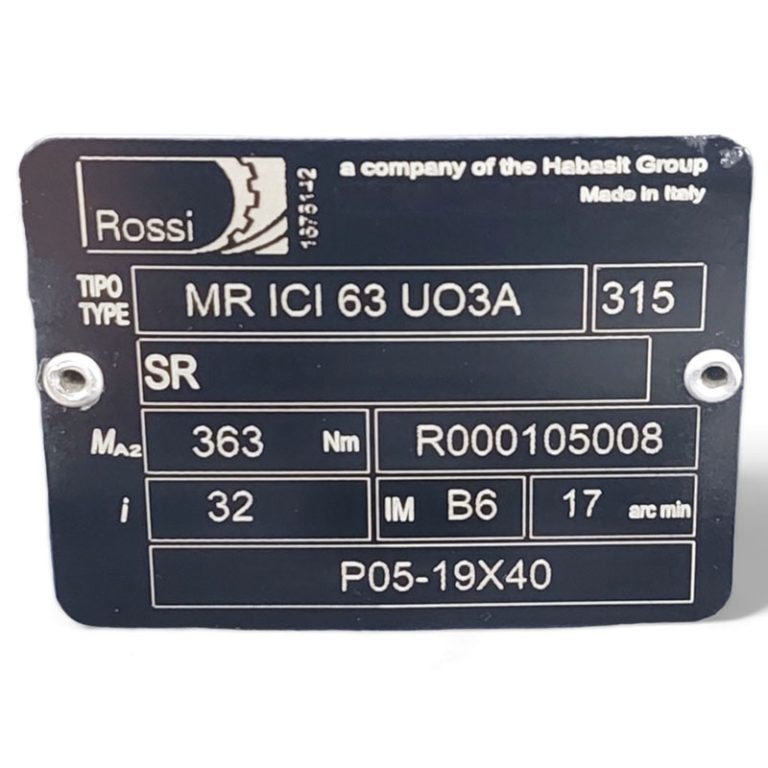 Rossi
a company of the Habasit Group
Made in Italy
TIPO
TYPE
MR ICI 63 UO3A
315
SR
MA2 363 Nm R000105008
i 32 IM B6 17 arc min
P05-19X40